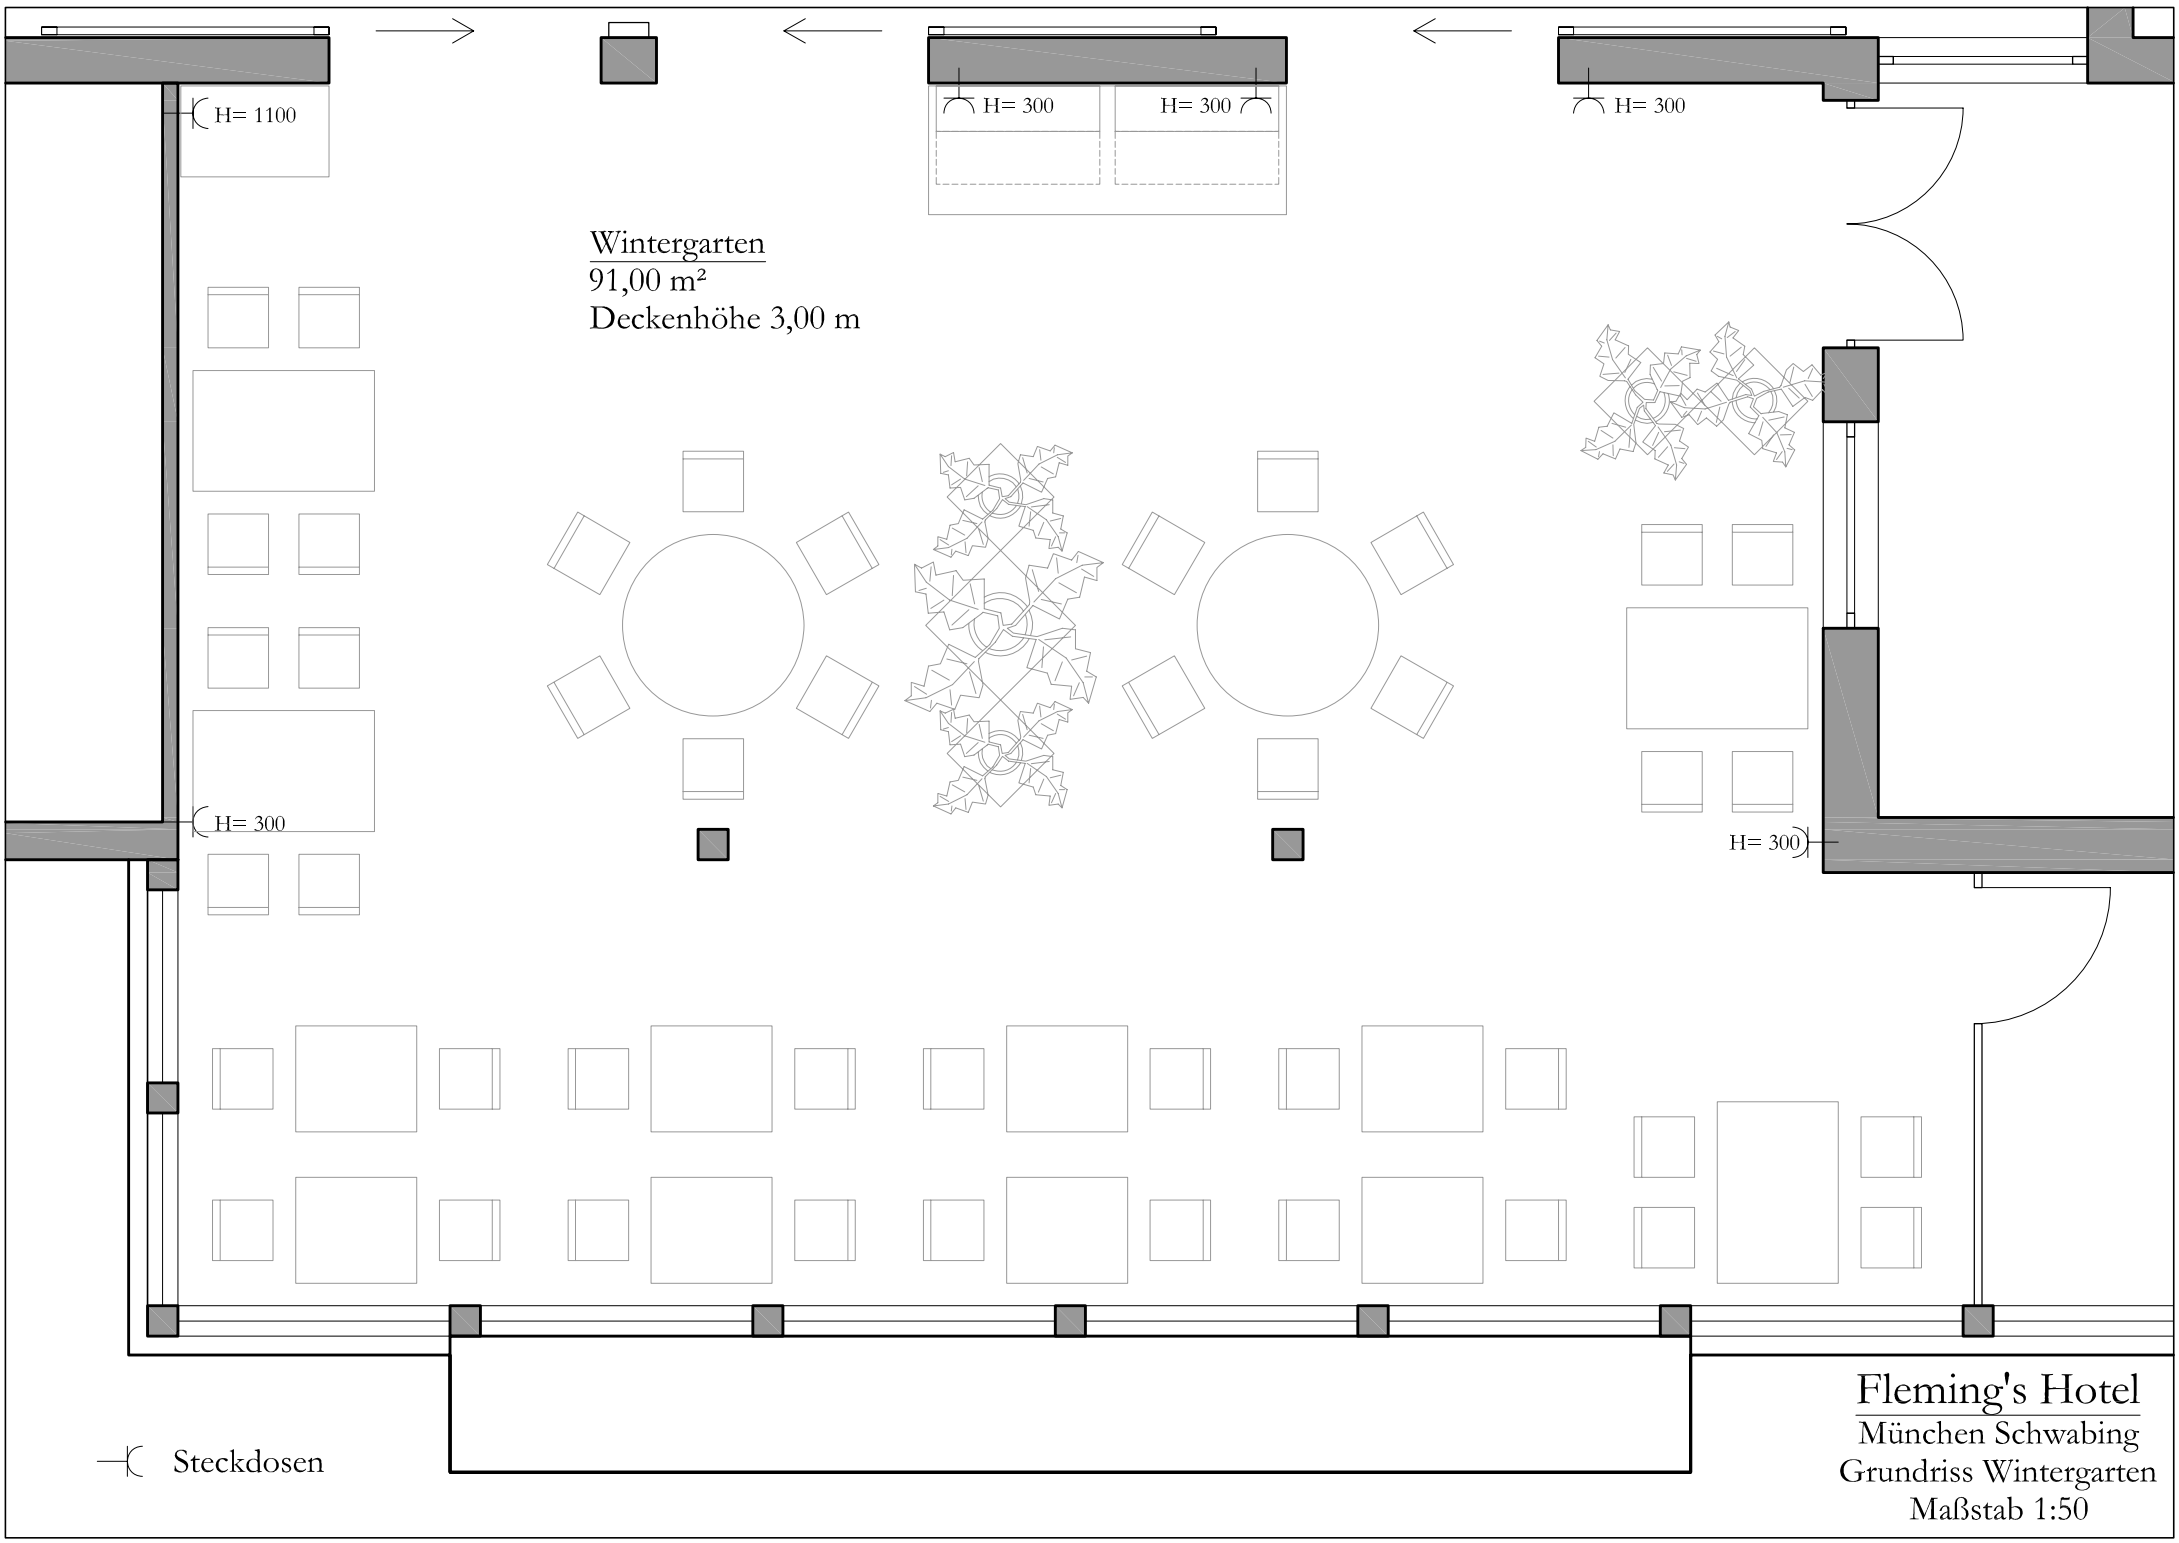 H= 1100
H= 300
H= 300
H= 300
Wintergarten
91,00 m²
Deckenhöhe 3,00 m
H= 300
H= 300
Fleming's Hotel
München Schwabing
Grundriss Wintergarten
Maßstab 1:50
Steckdosen